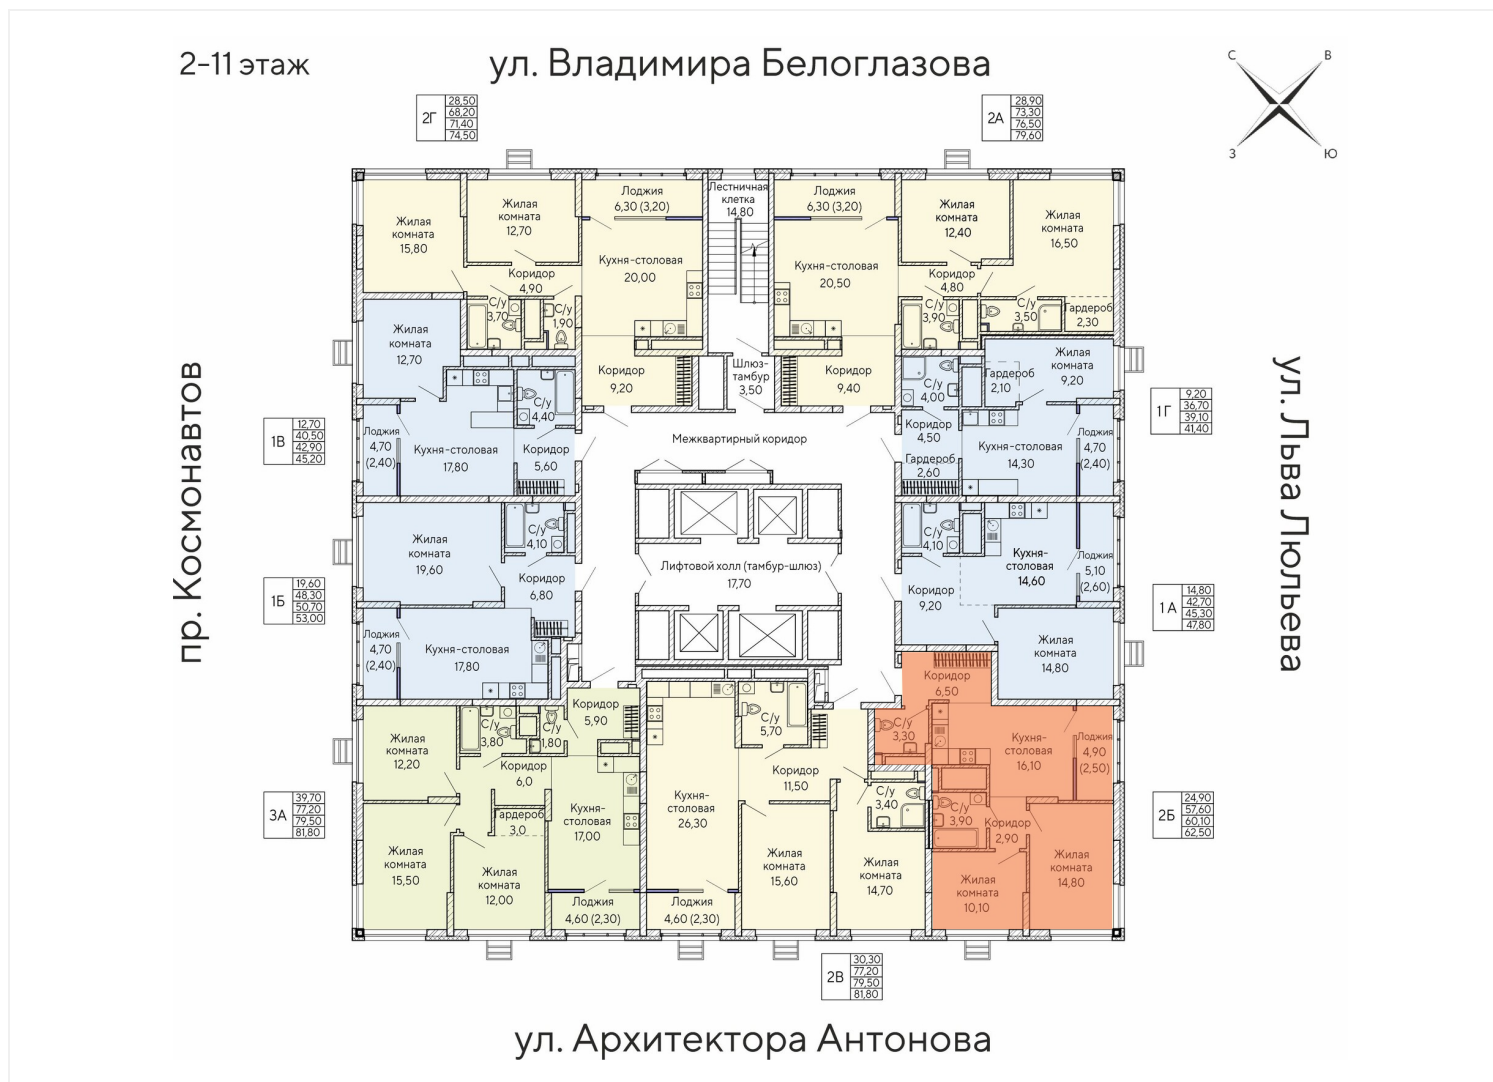 2-11 этаж
ул. Владимира Белоглазова
С
В
З
Ю
2Г
28,50
68,20
71,40
74,50
2А
28,90
73,30
76,50
79,60
Жилая
комната
15,80
Жилая
комната
12,70
Лоджия
6,30 (3,20)
Лестничная
клетка
14,80
Лоджия
6,30 (3,20)
Жилая
комната
12,40
Жилая
комната
16,50
Кухня-столовая
20,00
Кухня-столовая
20,50
Коридор
4,90
Коридор
4,80
С/у
3,70
С/у
1,90
С/у
3,90
С/у
3,50
Гардероб
2,30
Жилая
комната
12,70
Коридор
9,20
Шлюз-
тамбур
3,50
Коридор
9,40
С/у
4,00
Гардероб
2,10
Жилая
комната
9,20
пр. Космонавтов
ул. Льва Люльева
1В
12,70
40,50
42,90
45,20
1Г
9,20
36,70
39,10
41,40
С/у
4,40
Лоджия
4,70
(2,40)
Кухня-столовая
17,80
Коридор
5,60
Межквартирный коридор
Коридор
4,50
Гардероб
2,60
Кухня-столовая
14,30
Лоджия
4,70
(2,40)
Жилая
комната
19,60
С/у
4,10
Коридор
6,80
Лифтовой холл (тамбур-шлюз)
17,70
С/у
4,10
Кухня-
столовая
14,60
Лоджия
5,10
(2,60)
Коридор
9,20
1Б
19,60
48,30
50,70
53,00
1А
14,80
42,70
45,30
47,80
Лоджия
4,70
(2,40)
Кухня-столовая
17,80
Жилая
комната
14,80
Коридор
6,50
Коридор
5,90
Жилая
комната
12,20
С/у
3,80
С/у
1,80
С/у
5,70
С/у
3,30
Кухня-
столовая
16,10
Лоджия
4,90
(2,50)
Коридор
6,0
Коридор
11,50
3А
39,70
77,20
79,50
81,80
2Б
24,90
57,60
60,10
62,50
Гардероб
3,0
Кухня-
столовая
17,00
Кухня-
столовая
26,30
С/у
3,40
С/у
3,90
Коридор
2,90
Жилая
комната
15,50
Жилая
комната
12,00
Жилая
комната
15,60
Жилая
комната
14,70
Жилая
комната
10,10
Жилая
комната
14,80
Лоджия
4,60 (2,30)
Лоджия
4,60 (2,30)
2В
30,30
77,20
79,50
81,80
ул. Архитектора Антонова